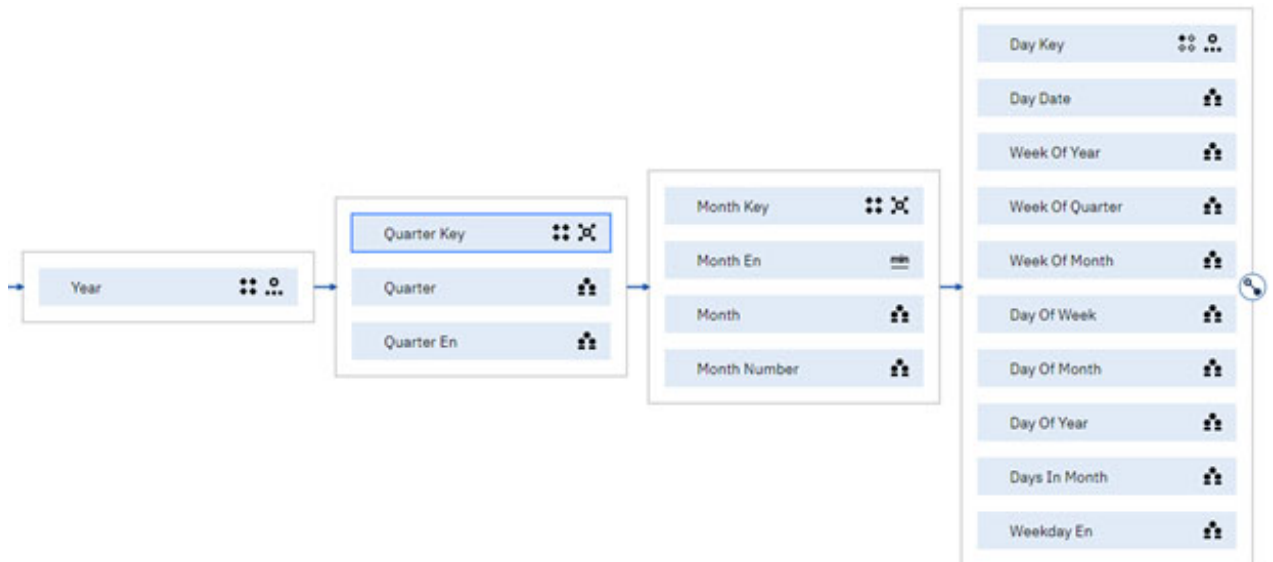 Year
Quarter Key
Quarter
Quarter En
Month Key
Month En
min
Month
Month Number
Day Key
Day Date
Week Of Year
Week Of Quarter
Week Of Month
Day Of Week
Day Of Month
Day Of Year
Days In Month
Weekday En